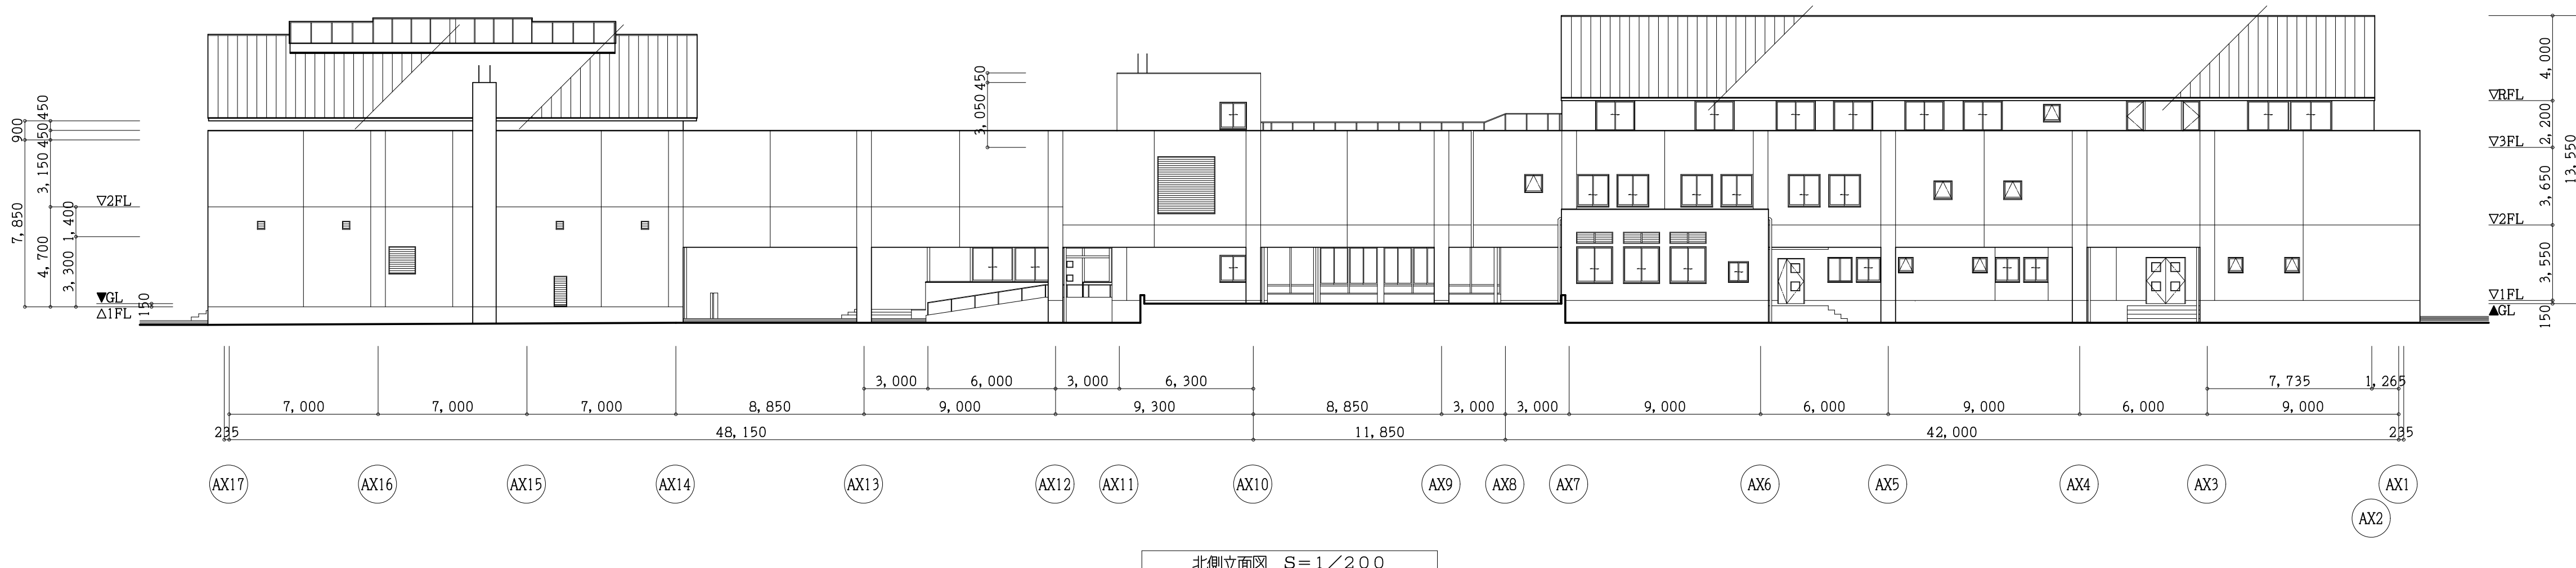 450
3,050
4,000
▽RFL
2,200
▽3FL
13,550
3,650
▽2FL
3,550
▽1FL
▲GL
150
900
450
450
3,150
▽2FL
1,400
7,850
4,700
3,300
▼GL
△1FL
150
3,000 6,000 3,000 6,300 7,735 1,265
7,000 7,000 7,000 8,850 9,000 9,300 8,850 3,000 3,000 9,000 6,000 9,000 6,000 9,000
235 48,150 11,850 42,000 235
AX17 AX16 AX15 AX14 AX13 AX12 AX11 AX10 AX9 AX8 AX7 AX6 AX5 AX4 AX3 AX1
AX2
北側立面図 S=1/200